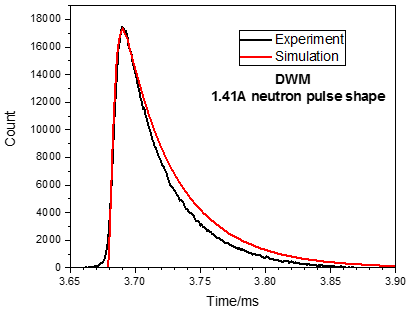 18000
16000
14000
12000
10000
8000
6000
4000
2000
0
Count
Experiment
Simulation
DWM
1.41A neutron pulse shape
3.65 3.70 3.75 3.80 3.85 3.90
Time/ms